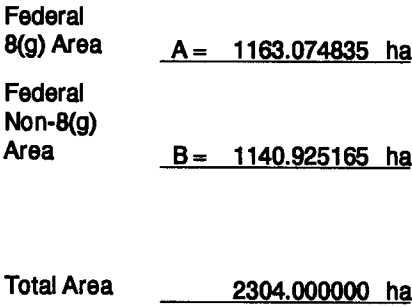 Federal
8(g) Area A = 1163.074835 ha
Federal
Non-8(g)
Area B = 1140.925165 ha
Total Area 2304.000000 ha